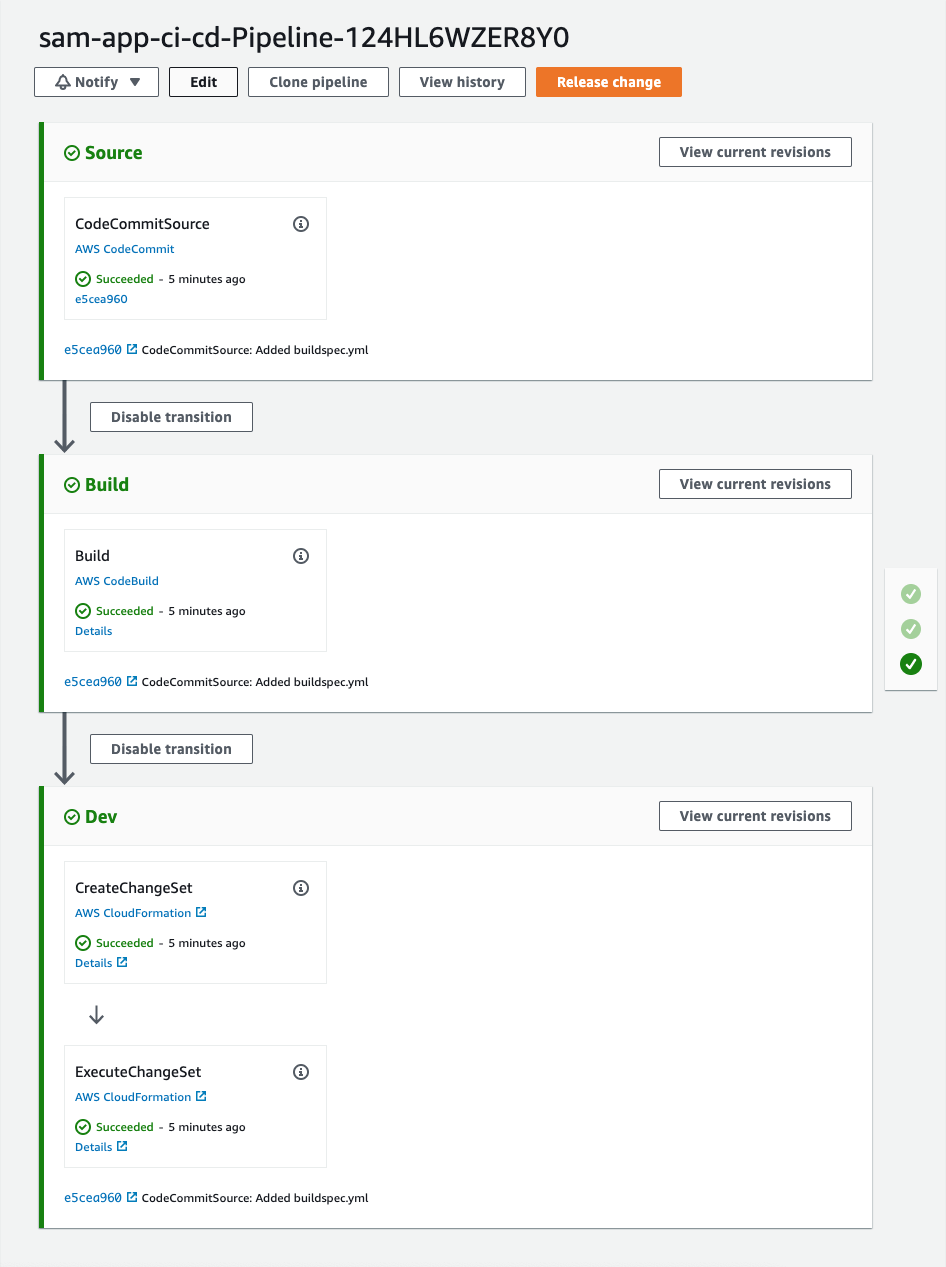 sam-app-ci-cd-Pipeline-124HL6WZER8Y0
Notify Edit Clone pipeline View history Release change
Source View current revisions
CodeCommitSource
AWS CodeCommit
Succeeded - 5 minutes ago
e5cea960
e5cea960 CodeCommitSource: Added buildspec.yml
Disable transition
Build View current revisions
Build
AWS CodeBuild
Succeeded - 5 minutes ago
Details
e5cea960 CodeCommitSource: Added buildspec.yml
Disable transition
Dev View current revisions
CreateChangeSet
AWS CloudFormation
Succeeded - 5 minutes ago
Details
ExecuteChangeSet
AWS CloudFormation
Succeeded - 5 minutes ago
Details
e5cea960 CodeCommitSource: Added buildspec.yml